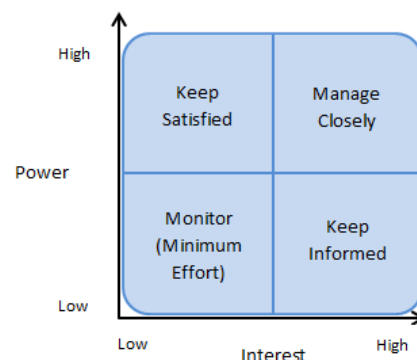 High
Keep
Satisfied
Manage
Closely
Power
Monitor
(Minimum
Effort)
Keep
Informed
Low
Low
Interest
High